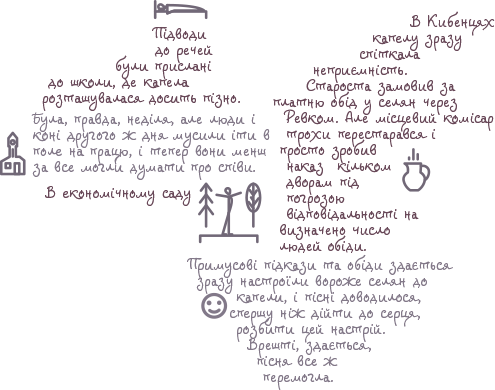 Підводи
до речей
були прислані
до школи, де капела
розташувалася досить пізно.
Була, правда, неділя, але люди і
коні другого ж дня мусили іти в
поле на працю, і тепер вони менш
за все могли думати про співи.
В економічному саду
В Кибенцях
капелу зразу
спіткала
неприємність.
Староста замовив за
платню обід у селян через
Ревком. Але місцевий комісар
трохи перестарався і
просто зробив
наказ кільком
дворам під
погрозою
відповідальності на
визначено число
людей обіди.
Примусові підкази та обіди здається
зразу настроїли вороже селян до
капели, і пісні доводилося,
спершу ніж дійти до серця,
розбити цей настрій.
Врешті, здається,
пісня все ж
перемогла.